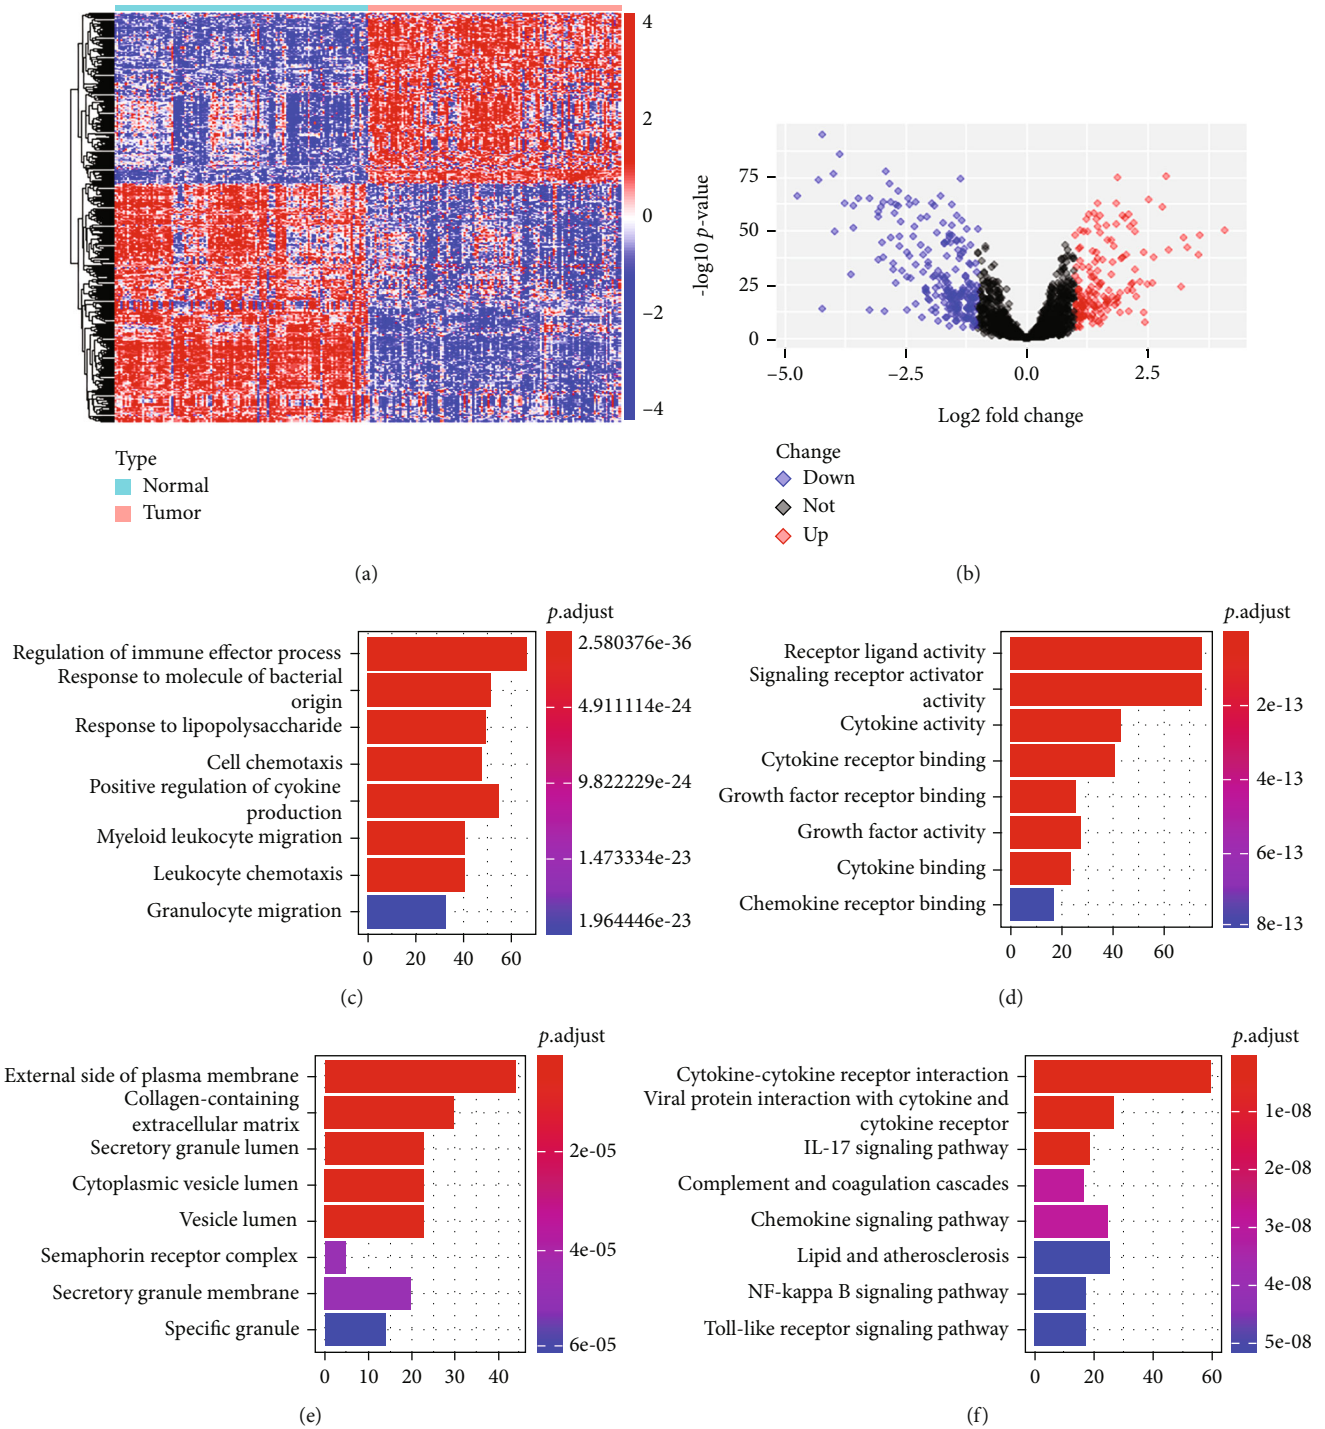 4
2
0
−2
−4
Type
Normal
Tumor
(a)
-log10 p-value
75
50
25
0
−5.0 −2.5 0.0 2.5
Log2 fold change
Change
Down
Not
Up
(b)
p.adjust
Regulation of immune effector process
Response to molecule of bacterial
origin
Response to lipopolysaccharide
Cell chemotaxis
Positive regulation of cyokine
production
Myeloid leukocyte migration
Leukocyte chemotaxis
Granulocyte migration
0 20 40 60
2.580376e-36
4.911114e-24
9.822229e-24
1.473334e-23
1.964446e-23
(c)
p.adjust
Receptor ligand activity
Signaling receptor activator
activity
Cytokine activity
Cytokine receptor binding
Growth factor receptor binding
Growth factor activity
Cytokine binding
Chemokine receptor binding
0 20 40 60
2e-13
4e-13
6e-13
8e-13
(d)
p.adjust
External side of plasma membrane
Collagen-containing
extracellular matrix
Secretory granule lumen
Cytoplasmic vesicle lumen
Vesicle lumen
Semaphorin receptor complex
Secretory granule membrane
Specific granule
0 10 20 30 40
2e-05
4e-05
6e-05
(e)
p.adjust
Cytokine-cytokine receptor interaction
Viral protein interaction with cytokine and
cytokine receptor
IL-17 signaling pathway
Complement and coagulation cascades
Chemokine signaling pathway
Lipid and atherosclerosis
NF-kappa B signaling pathway
Toll-like receptor signaling pathway
0 20 40 60
1e-08
2e-08
3e-08
4e-08
5e-08
(f)